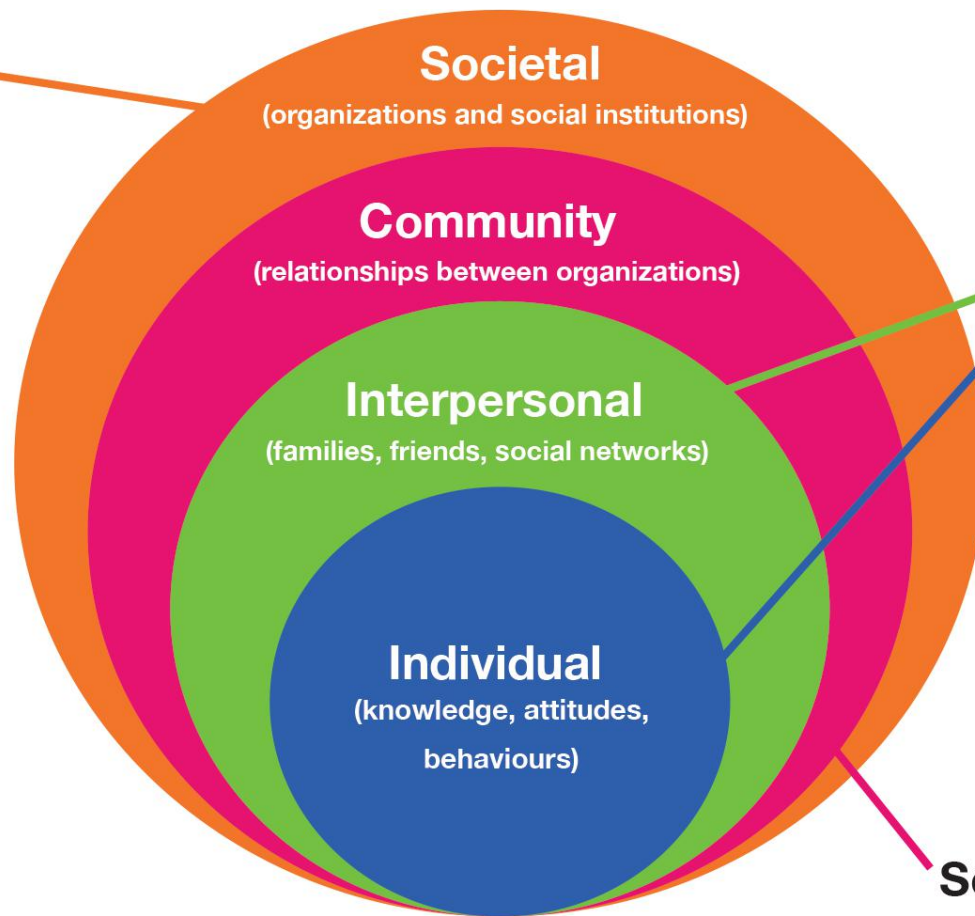 Societal
(organizations and social institutions)
Community
(relationships between organizations)
Interpersonal
(families, friends, social networks)
Individual
(knowledge, attitudes,
behaviours)